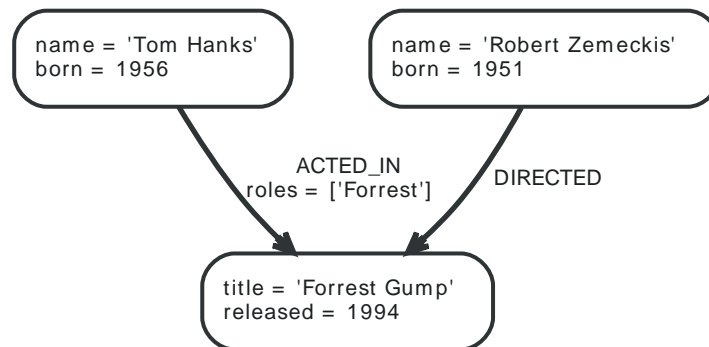 name = 'Tom Hanks'
born = 1956
name = 'Robert Zemeckis'
born = 1951
ACTED_IN
roles = ['Forrest']
DIRECTED
title = 'Forrest Gump'
released = 1994